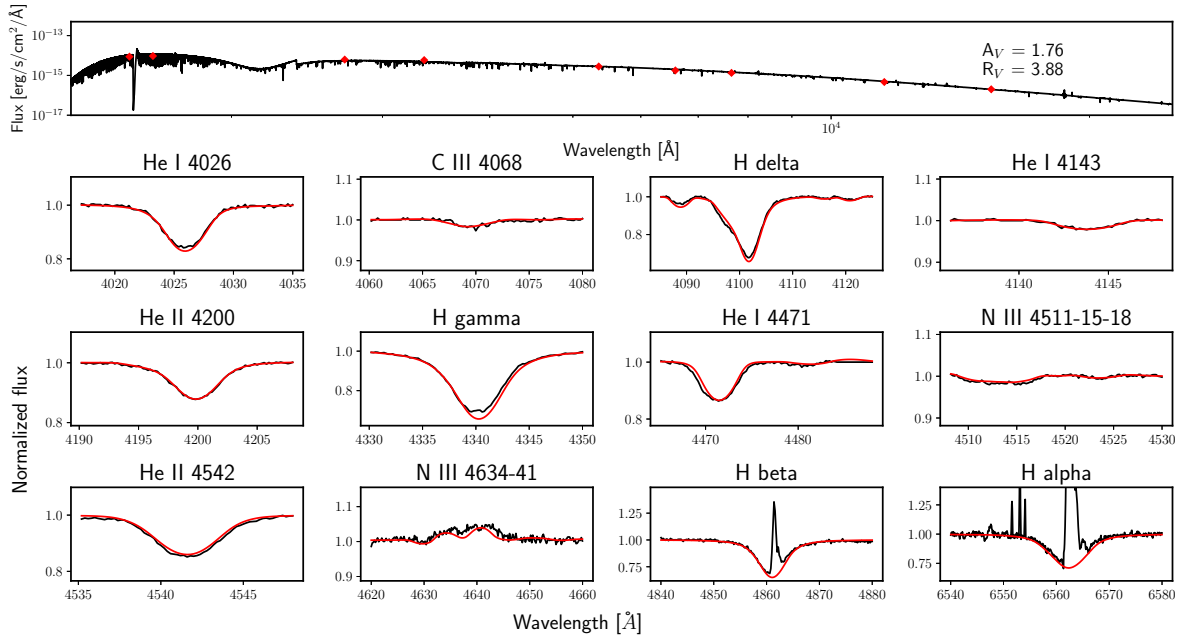 10⁻¹³
10⁻¹⁵
10⁻¹⁷
Flux [erg/s/cm²/Å]
A_V = 1.76
R_V = 3.88
10⁴
Wavelength [Å]
He I 4026
C III 4068
H delta
He I 4143
1.0
0.8
4020 4025 4030 4035
1.1
1.0
0.9
4060 4065 4070 4075 4080
1.0
0.8
4090 4100 4110 4120
1.1
1.0
0.9
4140 4145
He II 4200
H gamma
He I 4471
N III 4511-15-18
1.0
0.8
4190 4195 4200 4205
1.0
0.8
4330 4335 4340 4345 4350
1.0
0.8
4470 4480
1.1
1.0
0.9
4510 4515 4520 4525 4530
Normalized flux
He II 4542
N III 4634-41
H beta
H alpha
1.0
0.8
4535 4540 4545
1.1
1.0
0.9
4620 4630 4640 4650 4660
1.25
1.00
0.75
4840 4850 4860 4870 4880
1.25
1.00
0.75
6540 6550 6560 6570 6580
Wavelength [Å]